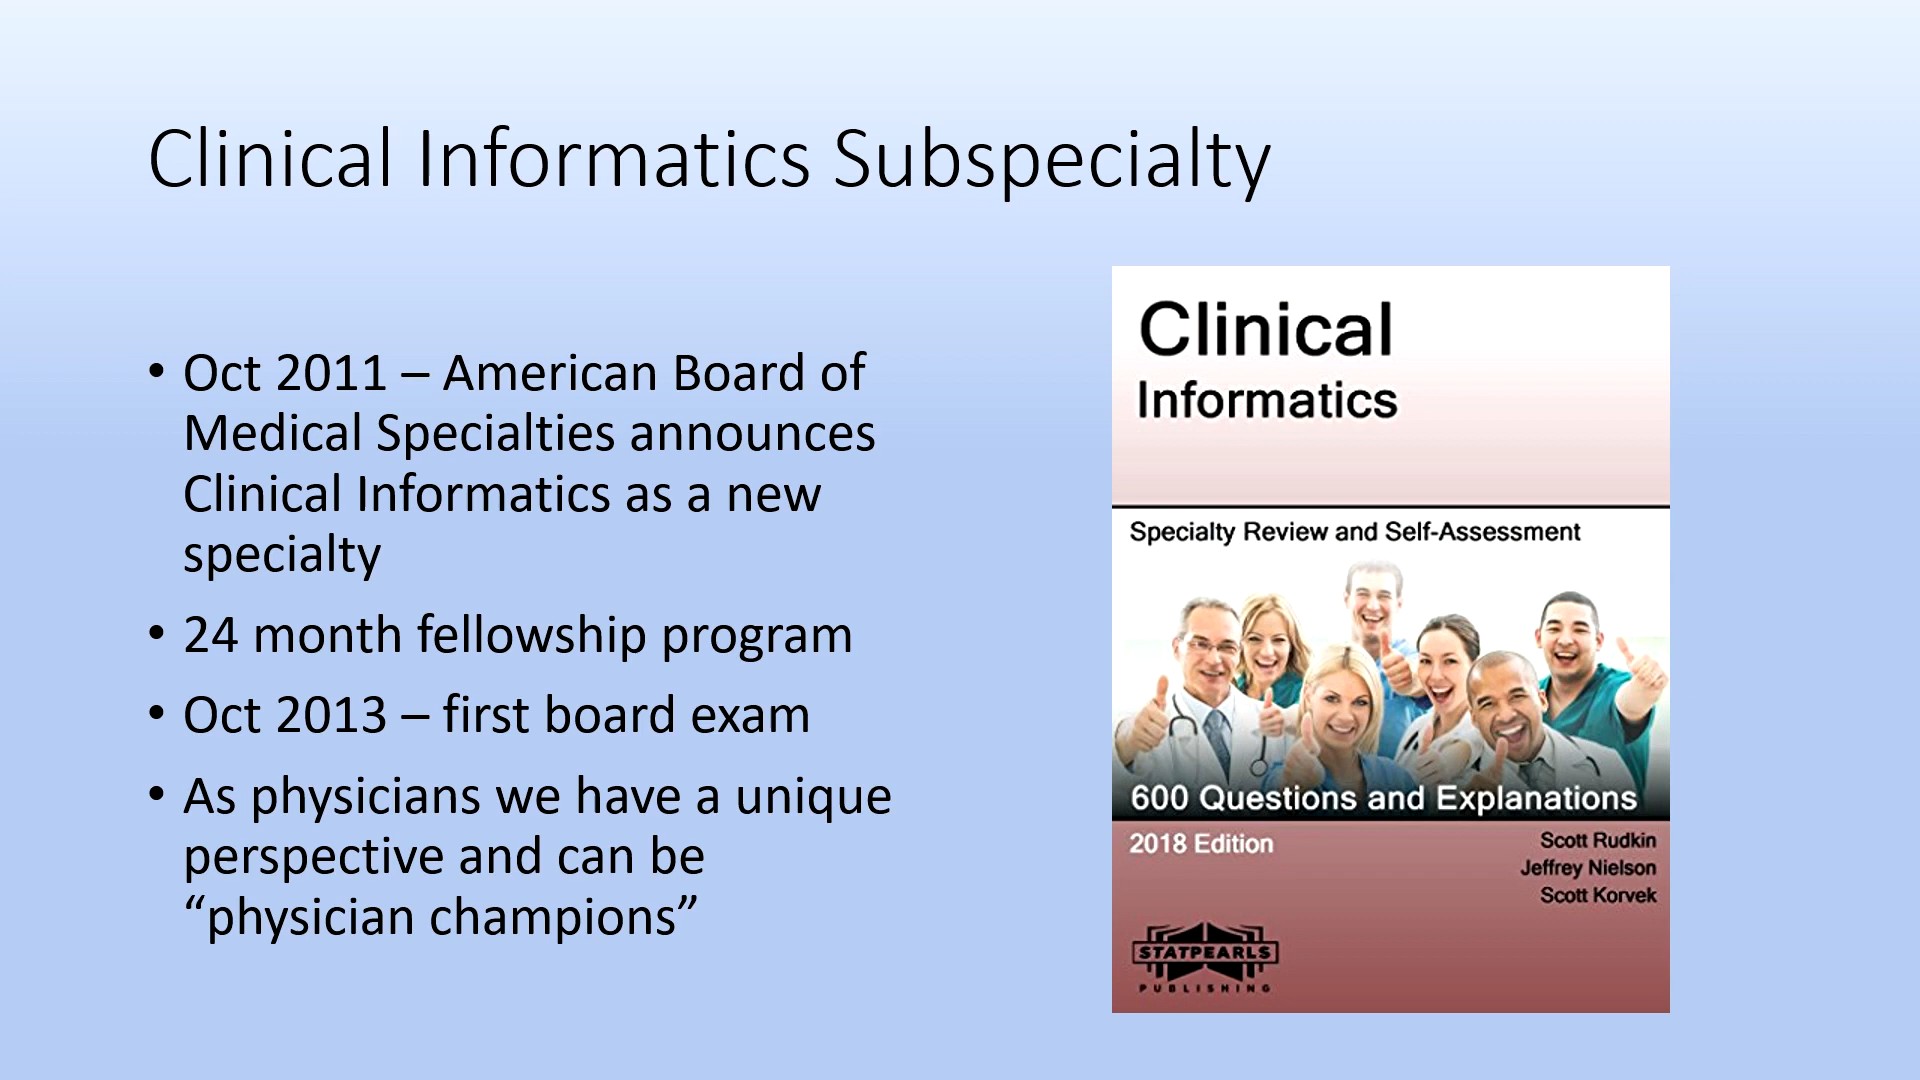 Clinical Informatics Subspecialty
• Oct 2011 – American Board of
Medical Specialties announces
Clinical Informatics as a new
specialty
• 24 month fellowship program
• Oct 2013 – first board exam
• As physicians we have a unique
perspective and can be
“physician champions”
Clinical
Informatics
Specialty Review and Self-Assessment
600 Questions and Explanations
2018 Edition
Scott Rudkin
Jeffrey Nielson
Scott Korvek
STATPEARLS
PUBLISHING